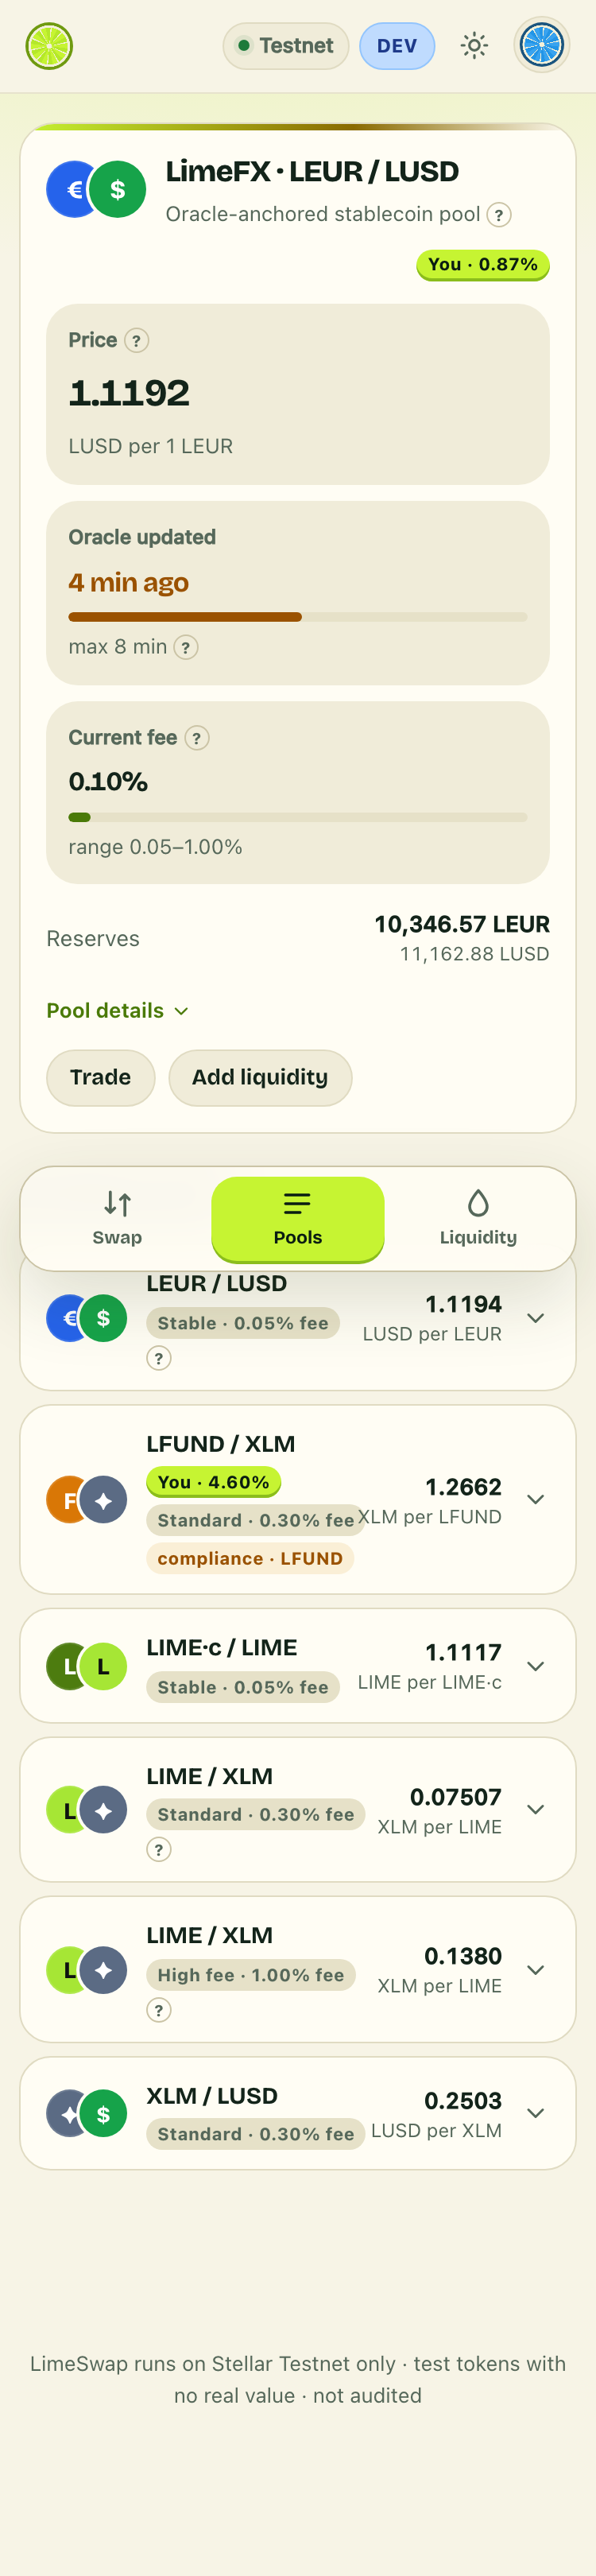 Testnet
DEV
€ $
LimeFX · LEUR / LUSD
Oracle-anchored stablecoin pool ?
You · 0.87%
Price ?
1.1192
LUSD per 1 LEUR
Oracle updated
4 min ago
max 8 min ?
Current fee ?
0.10%
range 0.05–1.00%
Reserves
10,346.57 LEUR
11,162.88 LUSD
Pool details
Trade
Add liquidity
Swap
Pools
Liquidity
€ $
LEUR / LUSD
Stable · 0.05% fee
?
1.1194
LUSD per LEUR
F
LFUND / XLM
You · 4.60%
Standard · 0.30% fee
compliance · LFUND
1.2662
XLM per LFUND
L L
LIME·c / LIME
Stable · 0.05% fee
1.1117
LIME per LIME·c
L
LIME / XLM
Standard · 0.30% fee
?
0.07507
XLM per LIME
L
LIME / XLM
High fee · 1.00% fee
?
0.1380
XLM per LIME
$
XLM / LUSD
Standard · 0.30% fee
0.2503
LUSD per XLM
LimeSwap runs on Stellar Testnet only · test tokens with
no real value · not audited